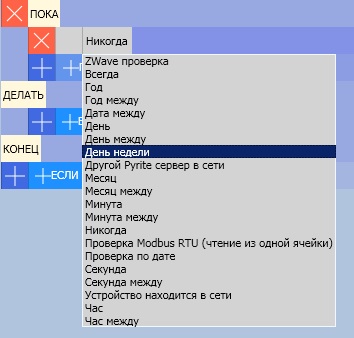 ПОКА
Никогда
ZWave проверка
Всегда
Год
Год между
Дата между
День
День между
День недели
Другой Pyrite сервер в сети
Месяц
Месяц между
Минута
Минута между
Никогда
Проверка Modbus RTU (чтение из одной ячейки)
Проверка по дате
Секунда
Секунда между
Устройство находится в сети
Час
Час между
ДЕЛАТЬ
КОНЕЦ
ЕСЛИ